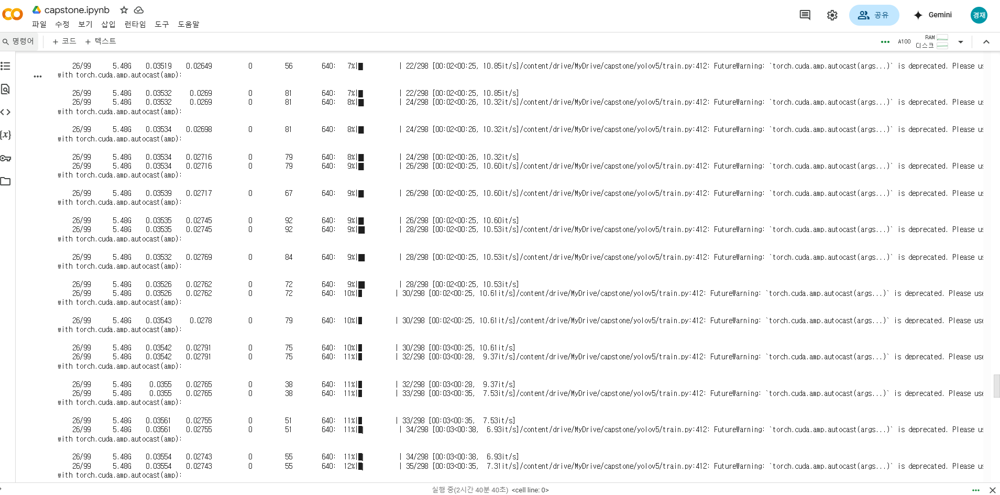 capstone.ipynb
파일 수정 보기 삽입 런타임 도구 도움말
공유
Gemini
경재
명령어
+ 코드 + 텍스트
A100
RAM
디스크
26/99 5.48G 0.03519 0.02649 0 56 640: 7%| | 22/298 [00:02<00:25, 10.85it/s]/content/drive/MyDrive/capstone/yolov5/train.py:412: FutureWarning: `torch.cuda.amp.autocast(args...)` is deprecated. Please us
with torch.cuda.amp.autocast(amp):
26/99 5.48G 0.03532 0.0269 0 81 640: 7%| | 22/298 [00:02<00:25, 10.85it/s]
26/99 5.48G 0.03532 0.0269 0 81 640: 8%| | 24/298 [00:02<00:26, 10.32it/s]/content/drive/MyDrive/capstone/yolov5/train.py:412: FutureWarning: `torch.cuda.amp.autocast(args...)` is deprecated. Please us
with torch.cuda.amp.autocast(amp):
26/99 5.48G 0.03534 0.02698 0 81 640: 8%| | 24/298 [00:02<00:26, 10.32it/s]/content/drive/MyDrive/capstone/yolov5/train.py:412: FutureWarning: `torch.cuda.amp.autocast(args...)` is deprecated. Please us
with torch.cuda.amp.autocast(amp):
26/99 5.48G 0.03534 0.02716 0 79 640: 8%| | 24/298 [00:02<00:26, 10.32it/s]
26/99 5.48G 0.03534 0.02716 0 79 640: 9%| | 26/298 [00:02<00:25, 10.60it/s]/content/drive/MyDrive/capstone/yolov5/train.py:412: FutureWarning: `torch.cuda.amp.autocast(args...)` is deprecated. Please us
with torch.cuda.amp.autocast(amp):
26/99 5.48G 0.03539 0.02717 0 67 640: 9%| | 26/298 [00:02<00:25, 10.60it/s]/content/drive/MyDrive/capstone/yolov5/train.py:412: FutureWarning: `torch.cuda.amp.autocast(args...)` is deprecated. Please us
with torch.cuda.amp.autocast(amp):
26/99 5.48G 0.03535 0.02745 0 92 640: 9%| | 26/298 [00:02<00:25, 10.60it/s]
26/99 5.48G 0.03535 0.02745 0 92 640: 9%| | 28/298 [00:02<00:25, 10.53it/s]/content/drive/MyDrive/capstone/yolov5/train.py:412: FutureWarning: `torch.cuda.amp.autocast(args...)` is deprecated. Please us
with torch.cuda.amp.autocast(amp):
26/99 5.48G 0.03532 0.02769 0 84 640: 9%| | 28/298 [00:02<00:25, 10.53it/s]/content/drive/MyDrive/capstone/yolov5/train.py:412: FutureWarning: `torch.cuda.amp.autocast(args...)` is deprecated. Please us
with torch.cuda.amp.autocast(amp):
26/99 5.48G 0.03526 0.02762 0 72 640: 9%| | 28/298 [00:02<00:25, 10.53it/s]
26/99 5.48G 0.03526 0.02762 0 72 640: 10%| | 30/298 [00:02<00:25, 10.61it/s]/content/drive/MyDrive/capstone/yolov5/train.py:412: FutureWarning: `torch.cuda.amp.autocast(args...)` is deprecated. Please use
with torch.cuda.amp.autocast(amp):
26/99 5.48G 0.03543 0.0278 0 79 640: 10%| | 30/298 [00:02<00:25, 10.61it/s]/content/drive/MyDrive/capstone/yolov5/train.py:412: FutureWarning: `torch.cuda.amp.autocast(args...)` is deprecated. Please use
with torch.cuda.amp.autocast(amp):
26/99 5.48G 0.03542 0.02791 0 75 640: 10%| | 30/298 [00:03<00:25, 10.61it/s]
26/99 5.48G 0.03542 0.02791 0 75 640: 11%| | 32/298 [00:03<00:28, 9.37it/s]/content/drive/MyDrive/capstone/yolov5/train.py:412: FutureWarning: `torch.cuda.amp.autocast(args...)` is deprecated. Please use
with torch.cuda.amp.autocast(amp):
26/99 5.48G 0.0355 0.02765 0 38 640: 11%| | 32/298 [00:03<00:28, 9.37it/s]
26/99 5.48G 0.0355 0.02765 0 38 640: 11%| | 33/298 [00:03<00:35, 7.53it/s]/content/drive/MyDrive/capstone/yolov5/train.py:412: FutureWarning: `torch.cuda.amp.autocast(args...)` is deprecated. Please use
with torch.cuda.amp.autocast(amp):
26/99 5.48G 0.03561 0.02755 0 51 640: 11%| | 33/298 [00:03<00:35, 7.53it/s]
26/99 5.48G 0.03561 0.02755 0 51 640: 11%| | 34/298 [00:03<00:38, 6.93it/s]/content/drive/MyDrive/capstone/yolov5/train.py:412: FutureWarning: `torch.cuda.amp.autocast(args...)` is deprecated. Please us
with torch.cuda.amp.autocast(amp):
26/99 5.48G 0.03554 0.02743 0 55 640: 11%| | 34/298 [00:03<00:38, 6.93it/s]
26/99 5.48G 0.03554 0.02743 0 55 640: 12%| | 35/298 [00:03<00:35, 7.31it/s]/content/drive/MyDrive/capstone/yolov5/train.py:412: FutureWarning: `torch.cuda.amp.autocast(args...)` is deprecated. Please us
with torch.cuda.amp.autocast(amp):
실행 중(2시간 40분 40초) <cell line: 0>